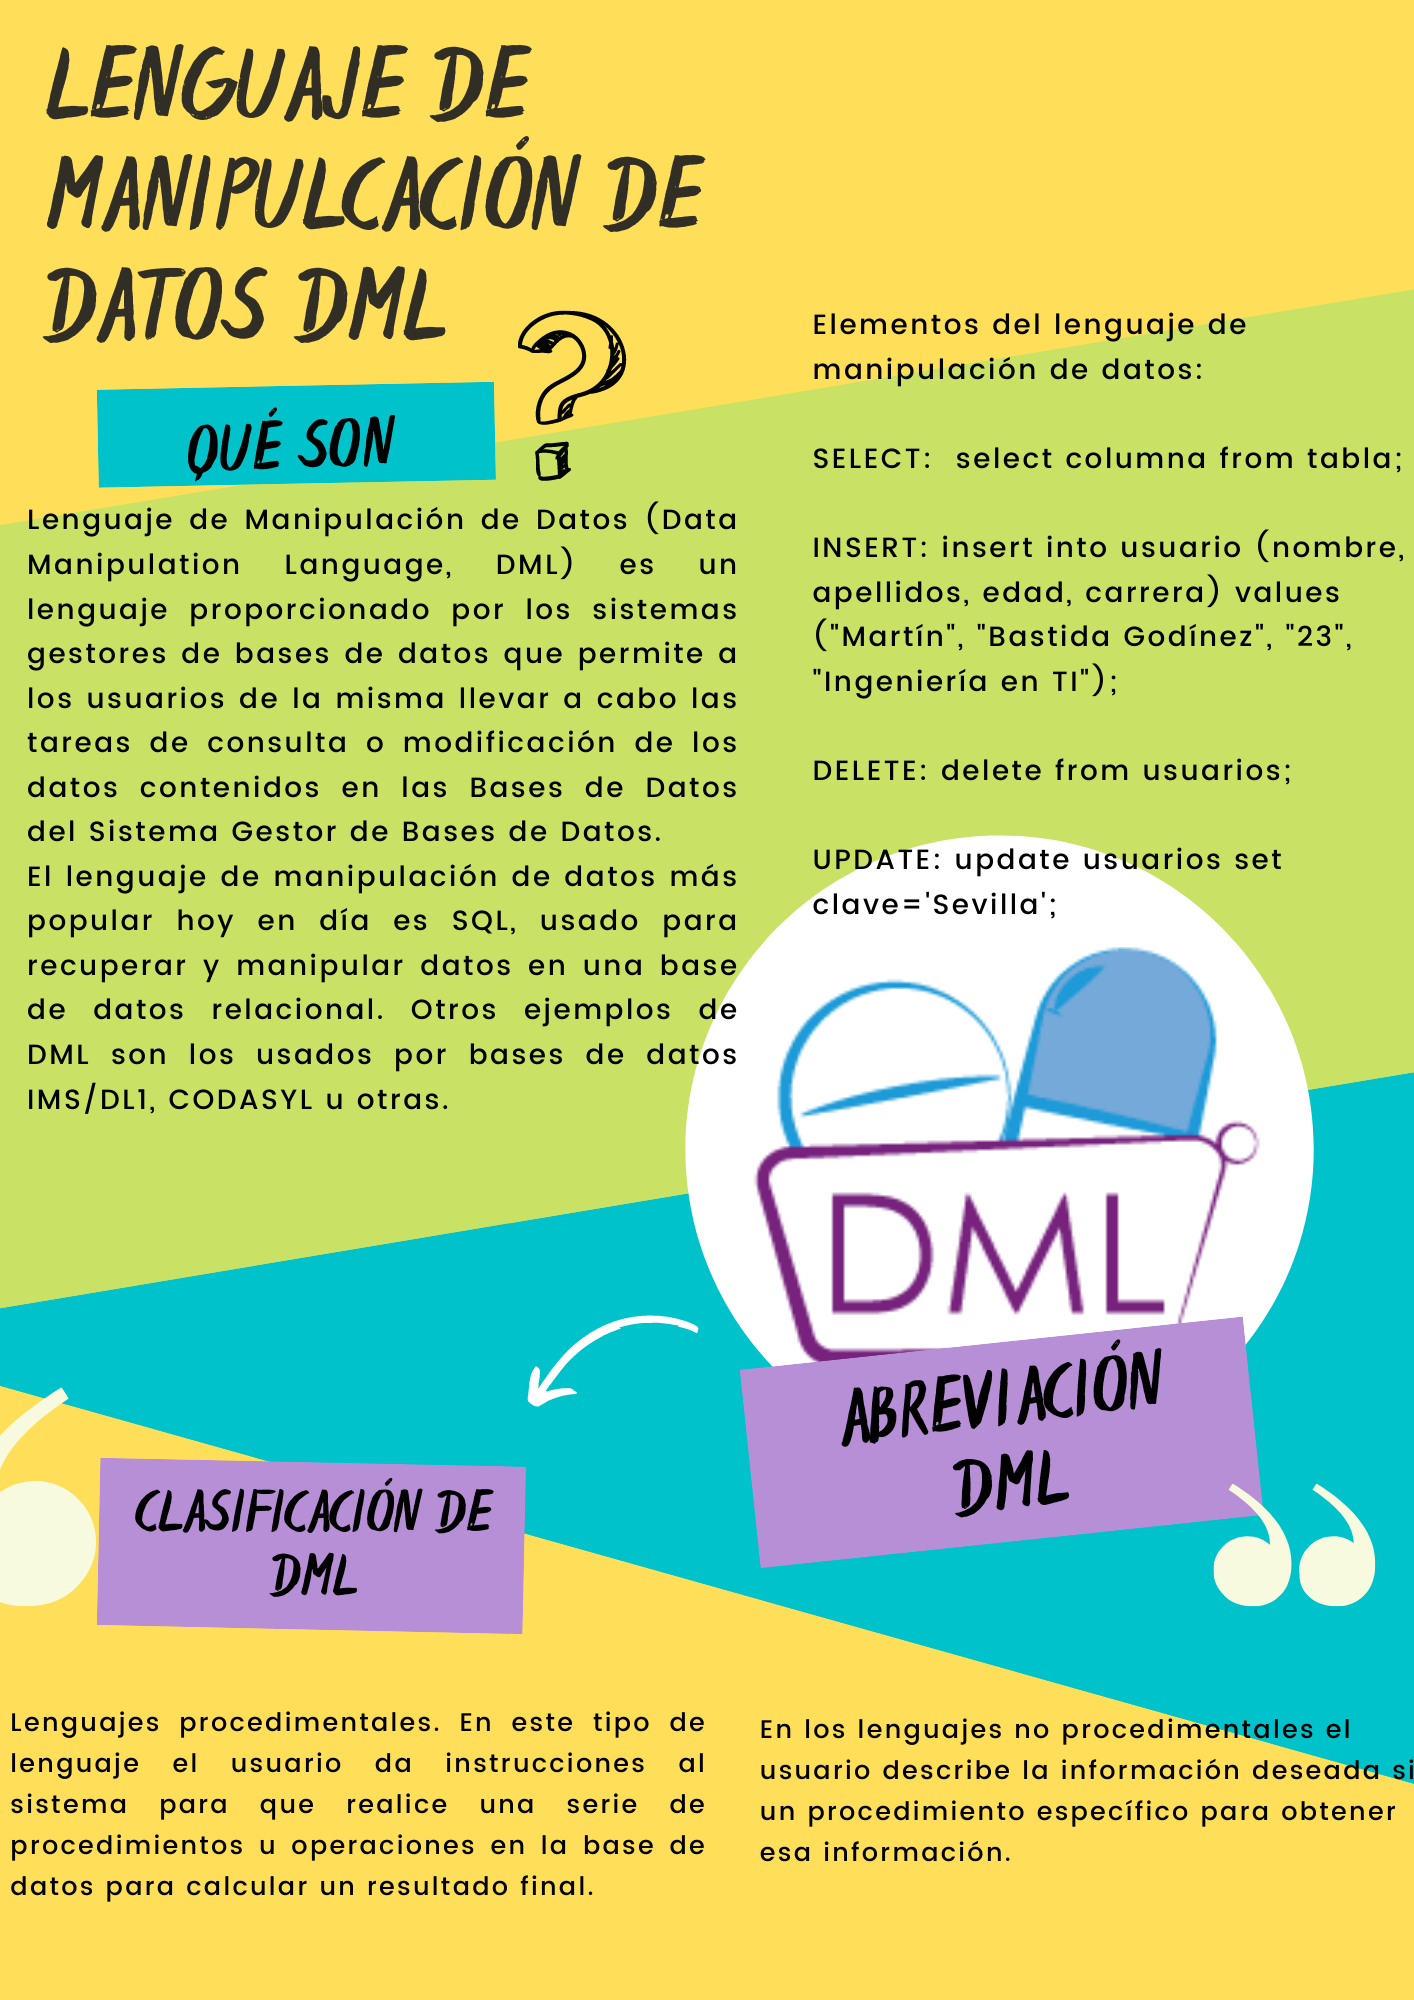 LENGUAJE DE
MANIPULCACIÓN DE
DATOS DML
?
QUÉ SON
Lenguaje de Manipulación de Datos (Data
Manipulation Language, DML) es un
lenguaje proporcionado por los sistemas
gestores de bases de datos que permite a
los usuarios de la misma llevar a cabo las
tareas de consulta o modificación de los
datos contenidos en las Bases de Datos
del Sistema Gestor de Bases de Datos.
El lenguaje de manipulación de datos más
popular hoy en día es SQL, usado para
recuperar y manipular datos en una base
de datos relacional. Otros ejemplos de
DML son los usados por bases de datos
IMS/DL1, CODASYL u otras.
Elementos del lenguaje de
manipulación de datos:
SELECT: select columna from tabla;
INSERT: insert into usuario (nombre,
apellidos, edad, carrera) values
("Martín", "Bastida Godínez", "23",
"Ingeniería en TI");
DELETE: delete from usuarios;
UPDATE: update usuarios set
clave='Sevilla';
DML
ABREVIACIÓN
DML
CLASIFICACIÓN DE
DML
Lenguajes procedimentales. En este tipo de
lenguaje el usuario da instrucciones al
sistema para que realice una serie de
procedimientos u operaciones en la base de
datos para calcular un resultado final.
En los lenguajes no procedimentales el
usuario describe la información deseada si
un procedimiento específico para obtener
esa información.